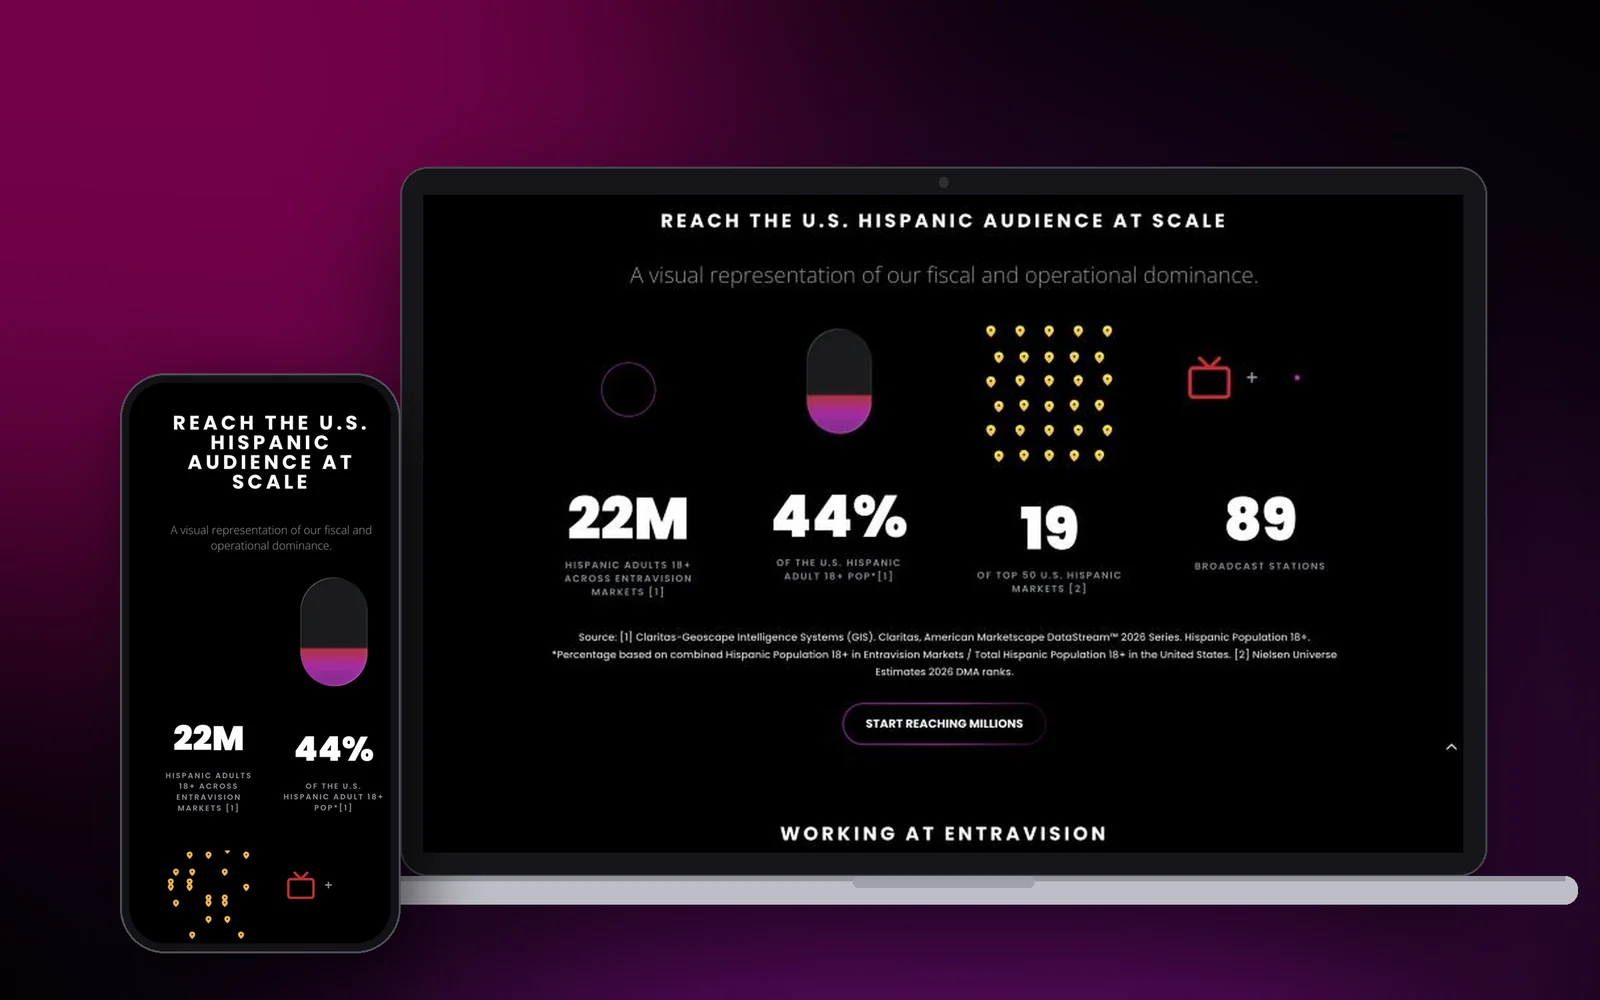 REACH THE U.S. HISPANIC AUDIENCE AT SCALE
A visual representation of our fiscal and operational dominance.
+
22M
HISPANIC ADULTS 18+
ACROSS ENTRAVISION
MARKETS [1]
44%
OF THE U.S. HISPANIC
ADULT 18+ POP*[1]
19
OF TOP 50 U.S. HISPANIC
MARKETS [2]
89
BROADCAST STATIONS
Source: [1] Claritas-Geoscape Intelligence Systems (GIS). Claritas, American Marketscape DataStream™ 2026 Series. Hispanic Population 18+.
*Percentage based on combined Hispanic Population 18+ in Entravision Markets / Total Hispanic Population 18+ in the United States. [2] Nielsen Universe
Estimates 2026 DMA ranks.
START REACHING MILLIONS
WORKING AT ENTRAVISION
REACH THE U.S.
HISPANIC
AUDIENCE AT
SCALE
A visual representation of our fiscal and
operational dominance.
22M
HISPANIC ADULTS
18+ ACROSS
ENTRAVISION
MARKETS [1]
44%
OF THE U.S.
HISPANIC ADULT 18+
POP*[1]
+